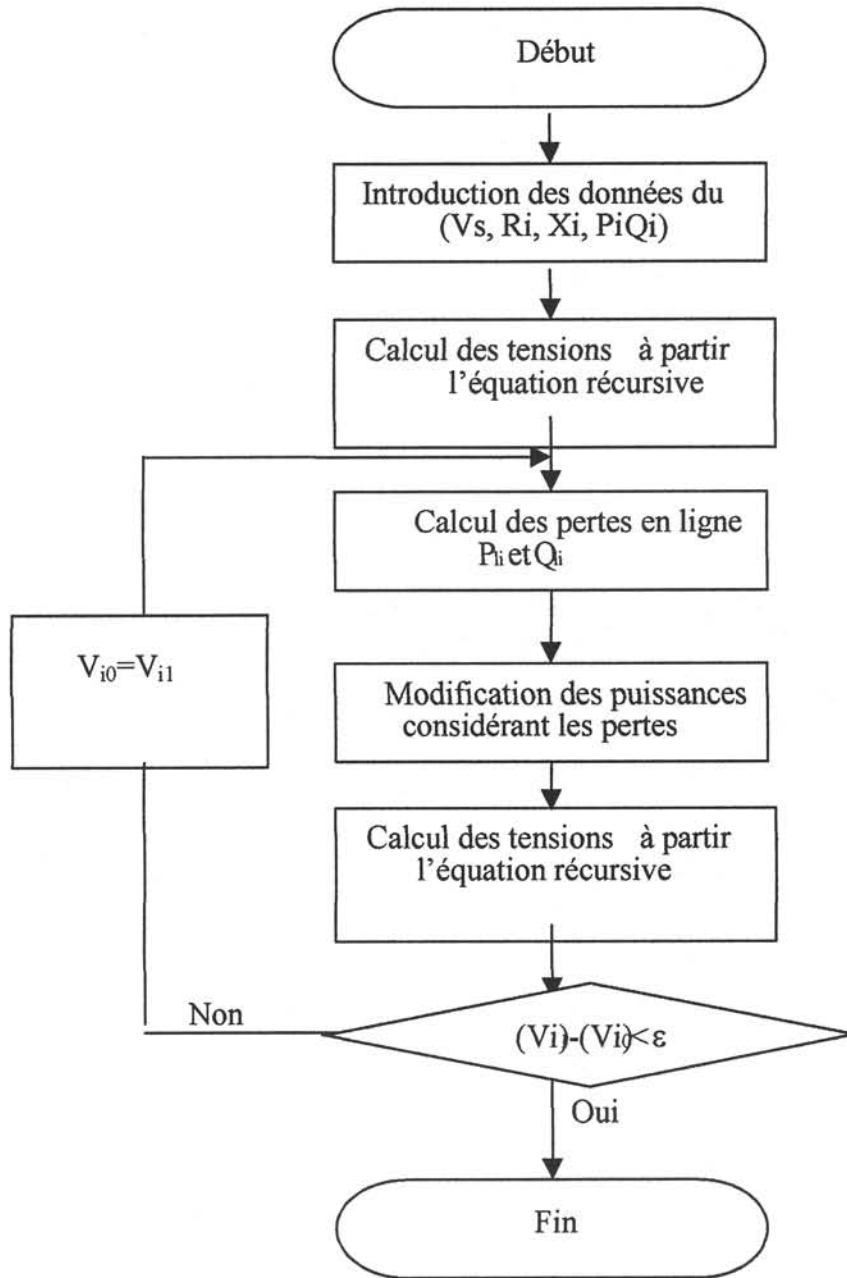 Début
Introduction des données du
(Vs, Ri, Xi, PiQi)
Calcul des tensions à partir
l'équation récursive
Calcul des pertes en ligne
Pli et Qli
Modification des puissances
considérant les pertes
Calcul des tensions à partir
l'équation récursive
Vi0=Vi1
Non
(Vi)-(Vi0)<ε
Oui
Fin